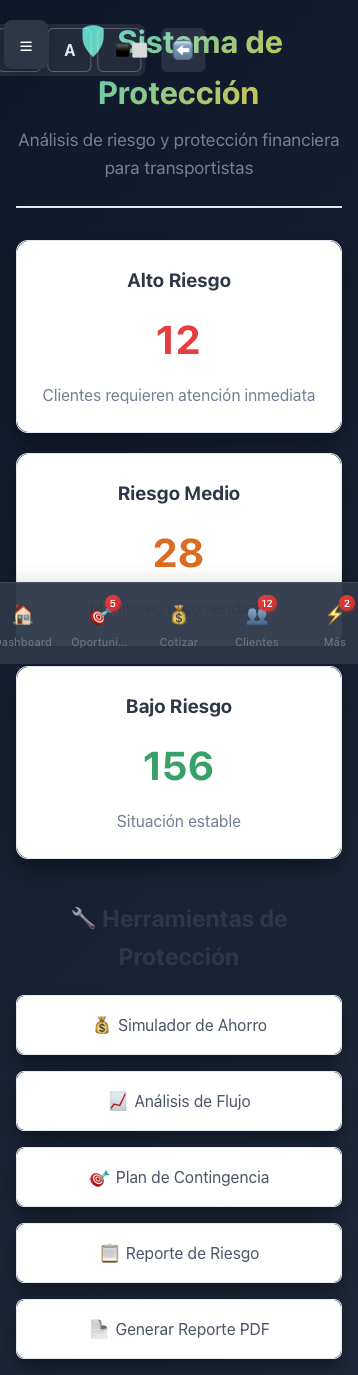 ☰
A
Sistema de
Protección
Análisis de riesgo y protección financiera
para transportistas
Alto Riesgo
12
Clientes requieren atención inmediata
Riesgo Medio
28
5
12
2
Dashboard
Oportuni...
Cotizar
Clientes
Más
Bajo Riesgo
156
Situación estable
Herramientas de
Protección
Simulador de Ahorro
Análisis de Flujo
Plan de Contingencia
Reporte de Riesgo
Generar Reporte PDF